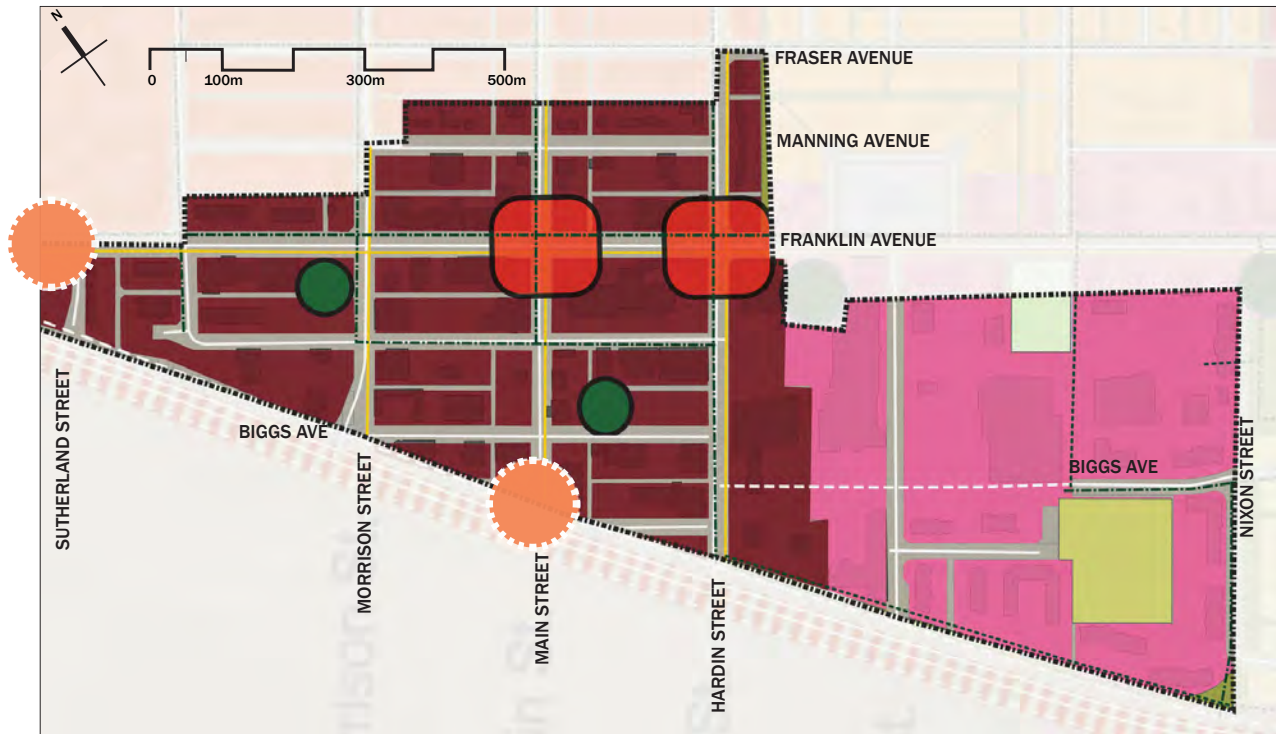 N
0
100m
300m
500m
FRASER AVENUE
MANNING AVENUE
FRANKLIN AVENUE
BIGGS AVE
BIGGS AVE
SUTHERLAND STREET
MORRISON STREET
MAIN STREET
HARDIN STREET
NIXON STREET